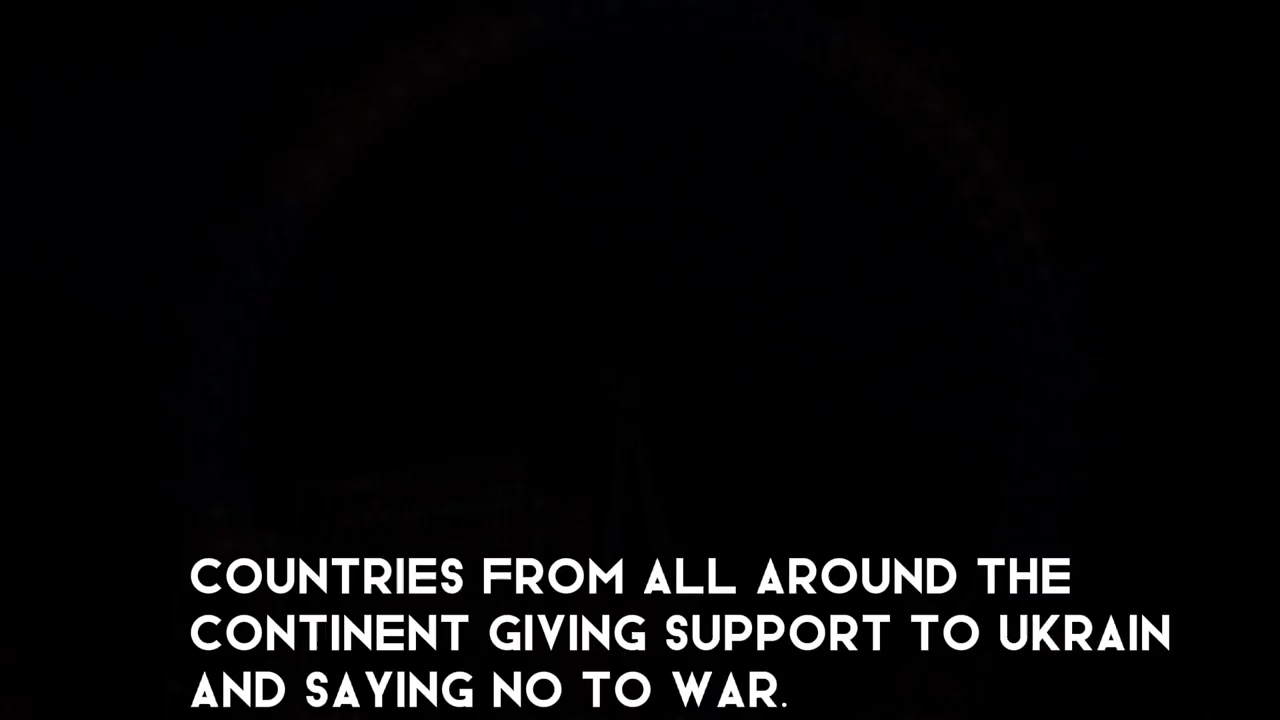 COUNTRIES FROM ALL AROUND THE
CONTINENT GIVING SUPPORT TO UKRAIN
AND SAYING NO TO WAR.